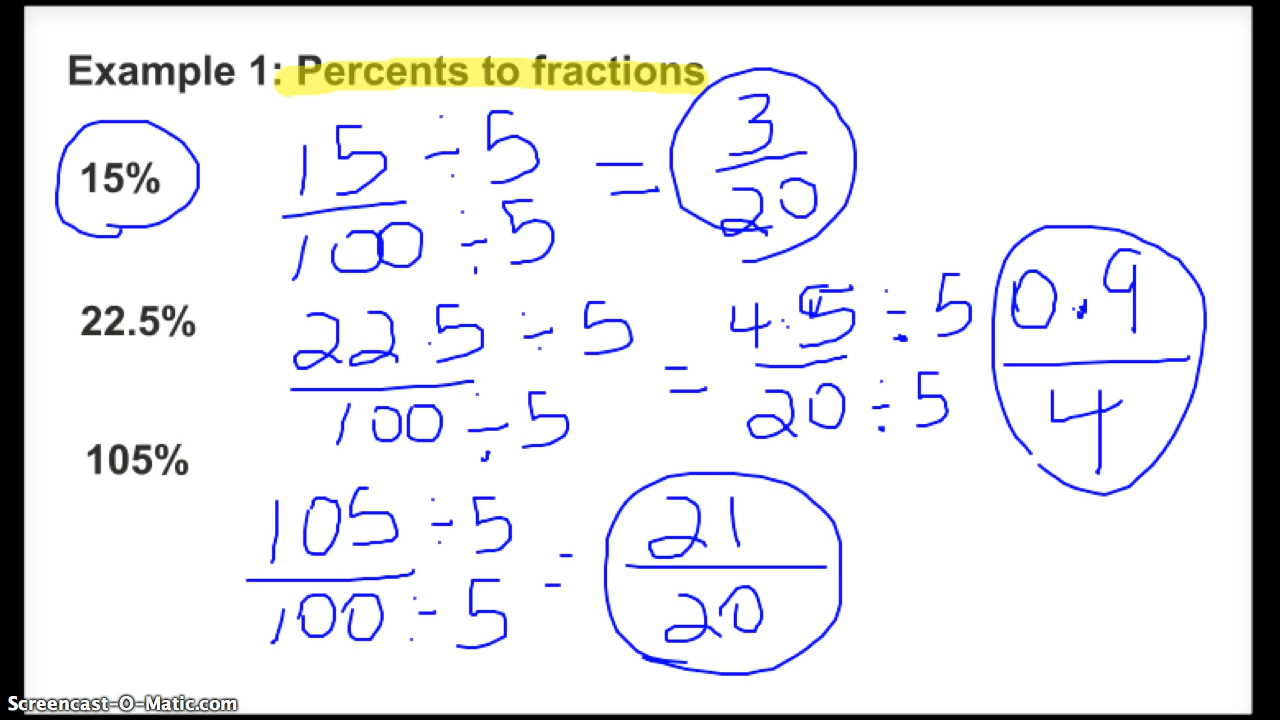 Example 1: Percents to fractions
15%
15 ÷ 5 = 3
100 ÷ 5 20
22.5%
22.5 ÷ 5 = 4.5 ÷ 5 0.9
100 ÷ 5 20 ÷ 5 4
105%
105 ÷ 5 = 21
100 ÷ 5 20
Screencast-O-Matic.com